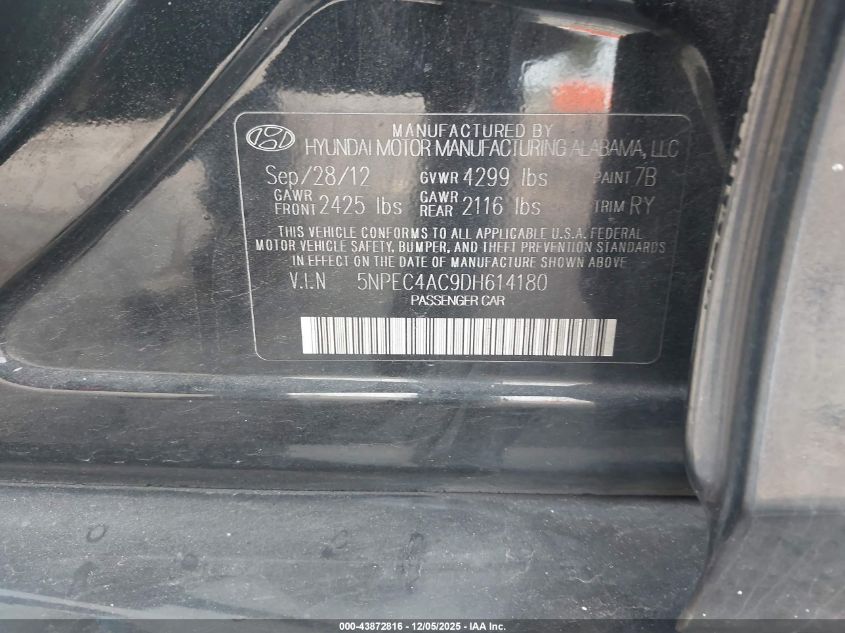 MANUFACTURED BY
HYUNDAI MOTOR MANUFACTURING ALABAMA, LLC
Sep/28/12 GVWR 4299 lbs PAINT 7B
GAWR FRONT 2425 lbs GAWR REAR 2116 lbs TRIM RY
THIS VEHICLE CONFORMS TO ALL APPLICABLE U.S.A. FEDERAL
MOTOR VEHICLE SAFETY, BUMPER, AND THEFT PREVENTION STANDARDS
IN EFFECT ON THE DATE OF MANUFACTURE SHOWN ABOVE.
V.I.N 5NPEC4AC9DH614180
PASSENGER CAR
000-43872816 - 12/05/2025 - IAA Inc.